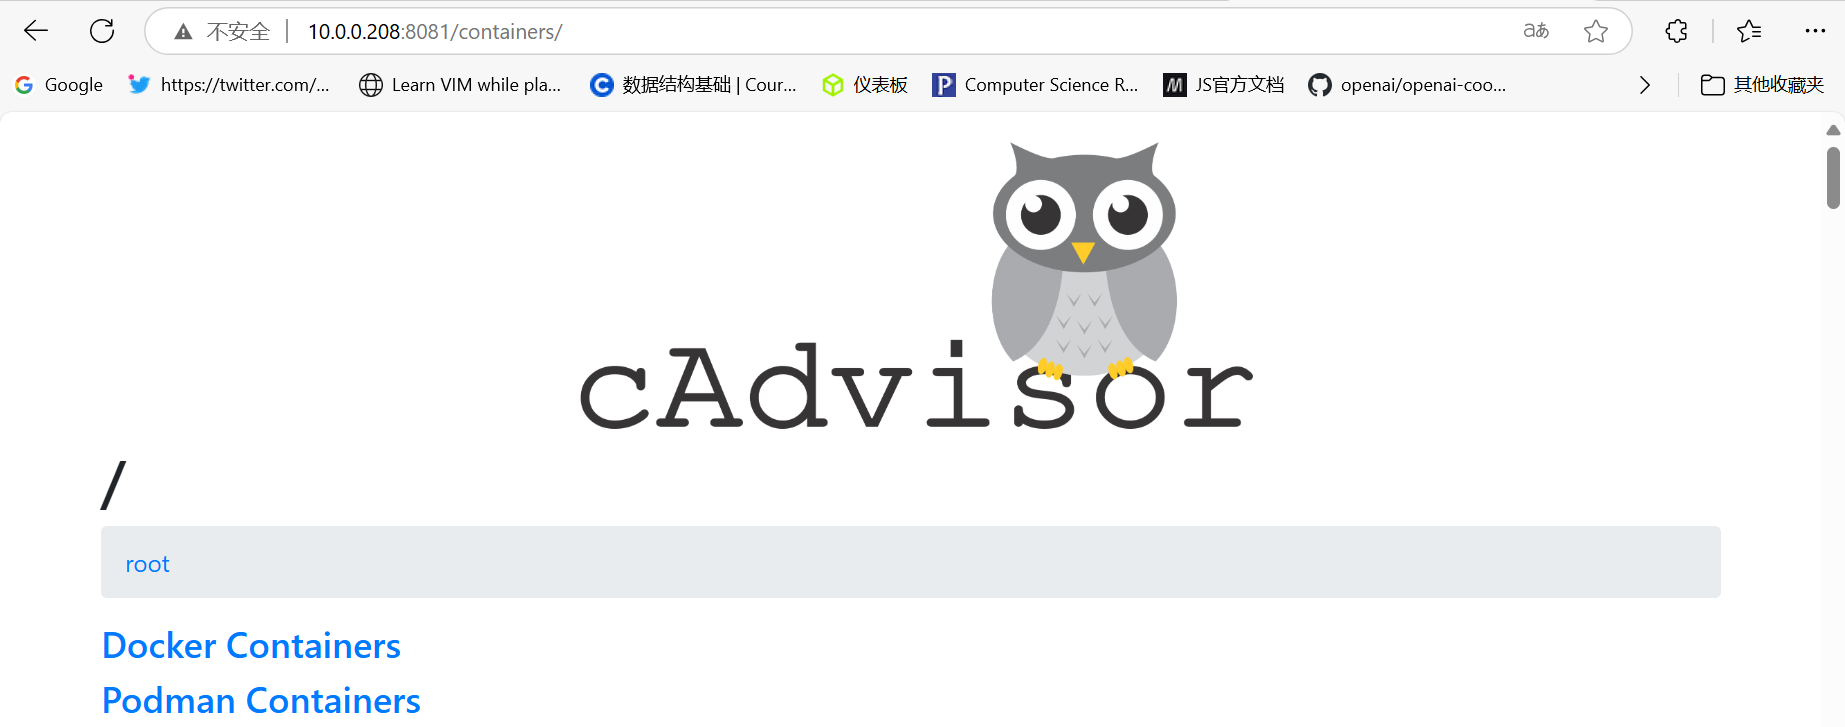 不安全 10.0.0.208:8081/containers/ aあ
Google https://twitter.com/... Learn VIM while pla... 数据结构基础 | Cour... 仪表板 Computer Science R... JS官方文档 openai/openai-coo... 其他收藏夹
cAdvisor
/
root
Docker Containers
Podman Containers